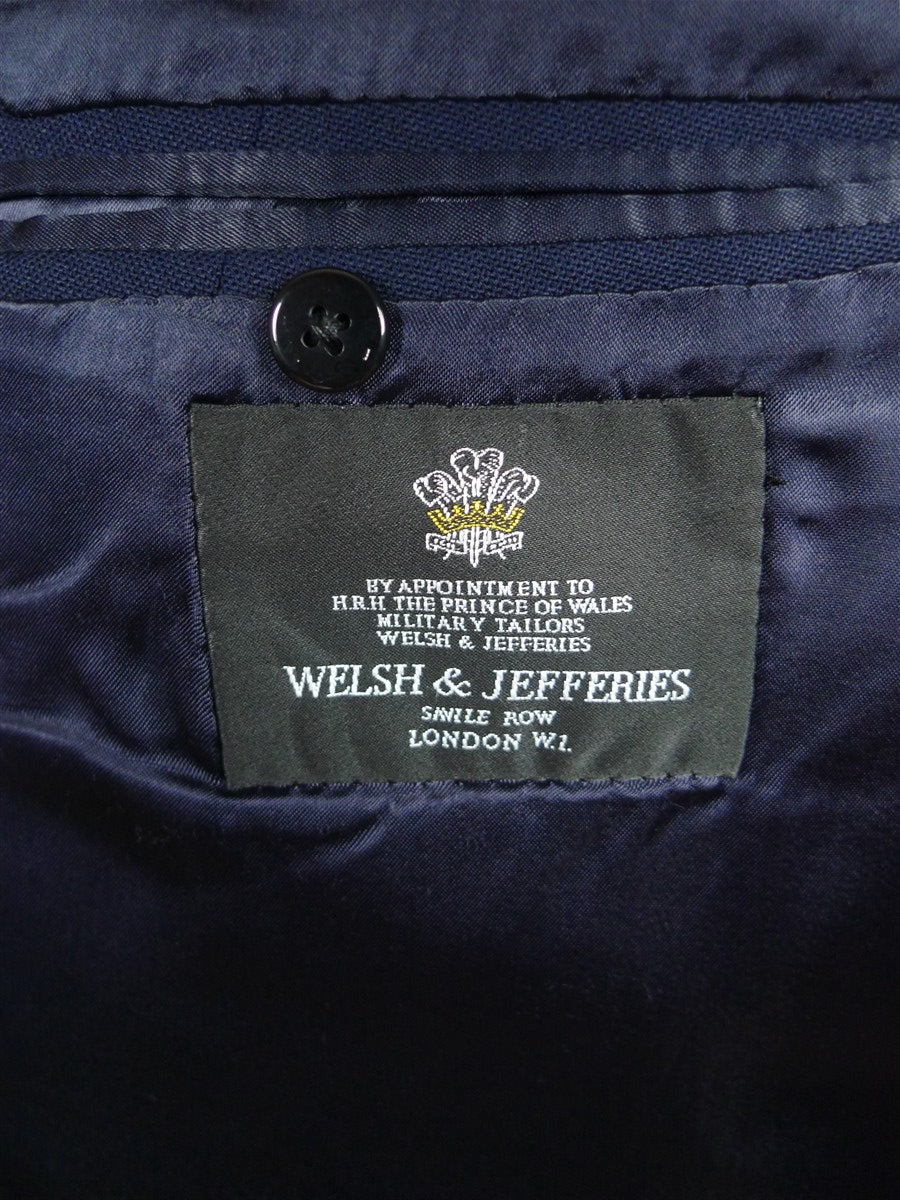 BY APPOINTMENT TO
H.R.H. THE PRINCE OF WALES
MILITARY TAILORS
WELSH & JEFFERIES
WELSH & JEFFERIES
SAVILE ROW
LONDON W.1.